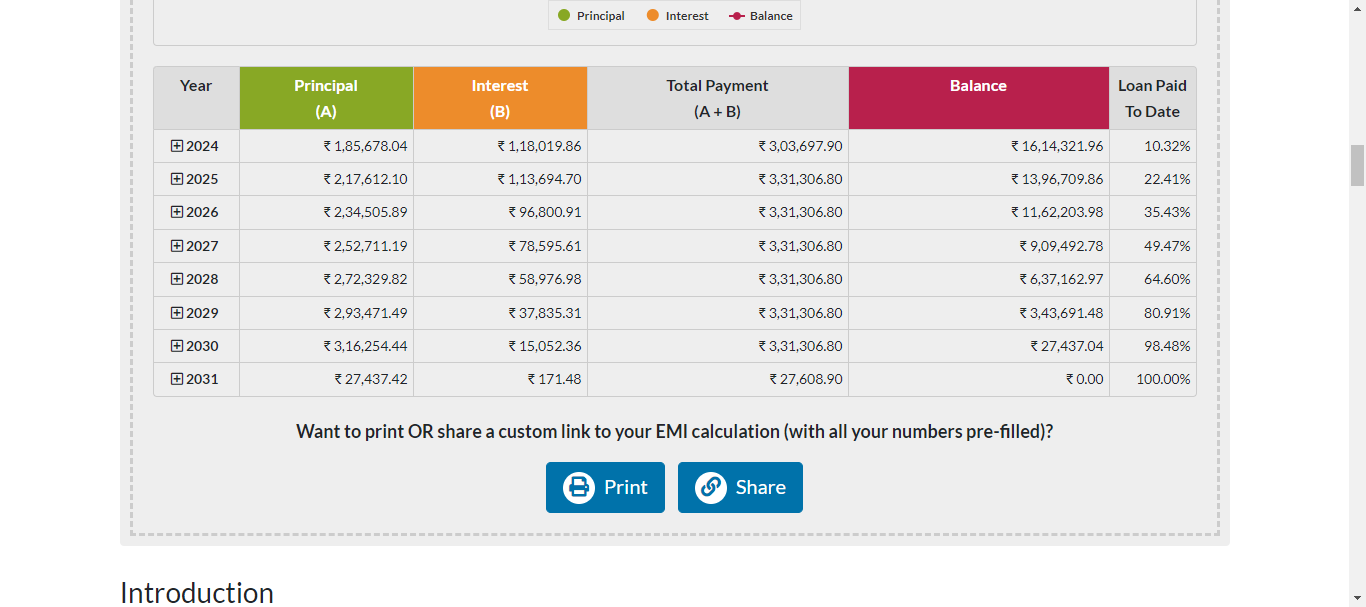 Principal Interest Balance
Year Principal (A) Interest (B) Total Payment (A + B) Balance Loan Paid To Date
2024 ₹ 1,85,678.04 ₹ 1,18,019.86 ₹ 3,03,697.90 ₹ 16,14,321.96 10.32%
2025 ₹ 2,17,612.10 ₹ 1,13,694.70 ₹ 3,31,306.80 ₹ 13,96,709.86 22.41%
2026 ₹ 2,34,505.89 ₹ 96,800.91 ₹ 3,31,306.80 ₹ 11,62,203.98 35.43%
2027 ₹ 2,52,711.19 ₹ 78,595.61 ₹ 3,31,306.80 ₹ 9,09,492.78 49.47%
2028 ₹ 2,72,329.82 ₹ 58,976.98 ₹ 3,31,306.80 ₹ 6,37,162.97 64.60%
2029 ₹ 2,93,471.49 ₹ 37,835.31 ₹ 3,31,306.80 ₹ 3,43,691.48 80.91%
2030 ₹ 3,16,254.44 ₹ 15,052.36 ₹ 3,31,306.80 ₹ 27,437.04 98.48%
2031 ₹ 27,437.42 ₹ 171.48 ₹ 27,608.90 ₹ 0.00 100.00%
Want to print OR share a custom link to your EMI calculation (with all your numbers pre-filled)?
Print Share
Introduction